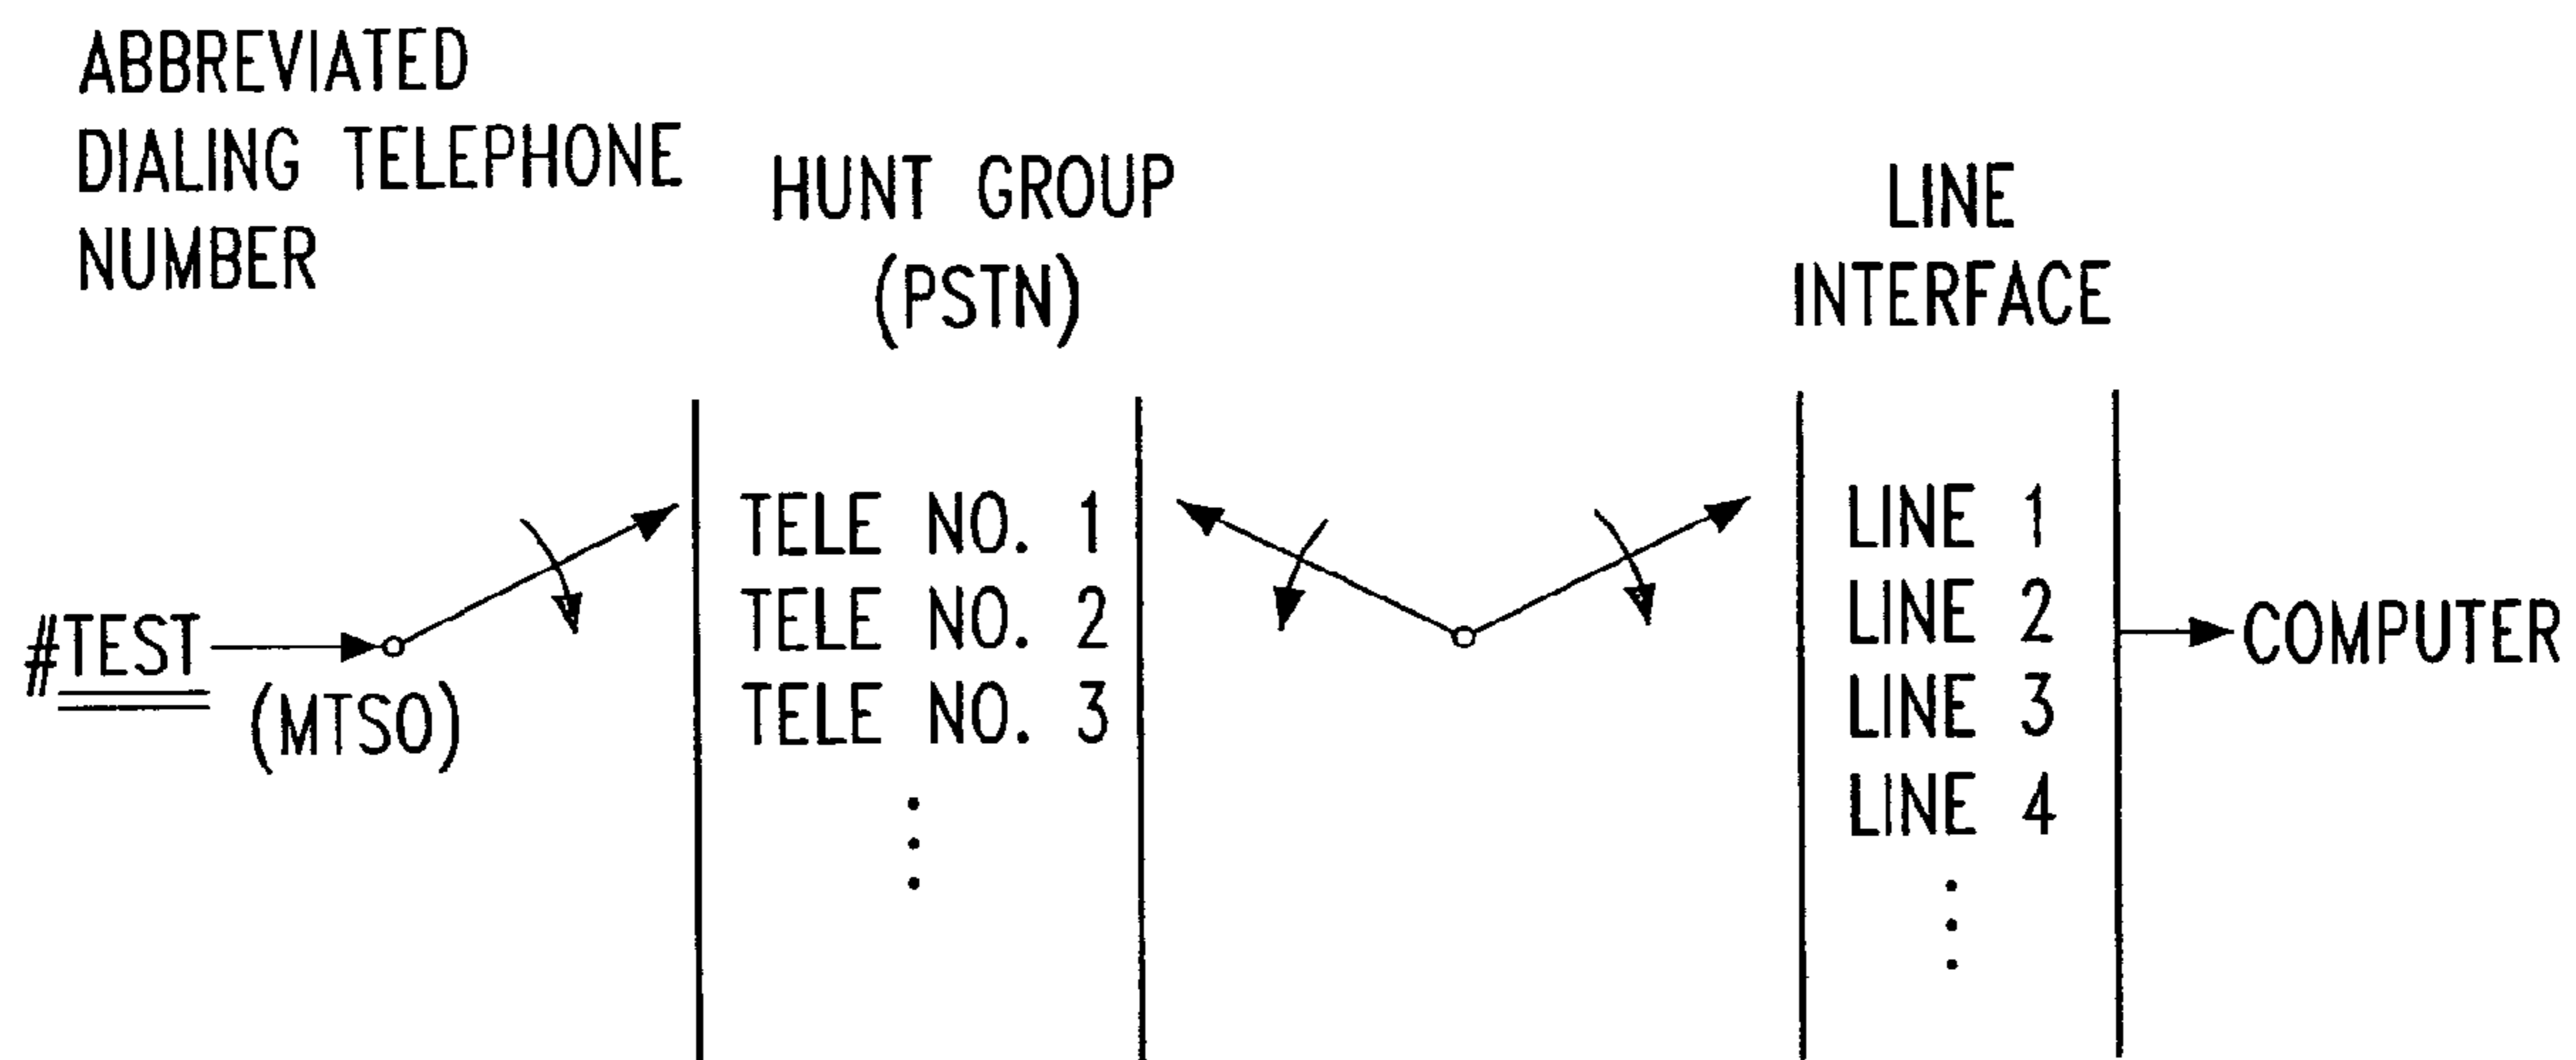 ABBREVIATED
DIALING TELEPHONE
NUMBER
HUNT GROUP
(PSTN)
LINE
INTERFACE
#TEST
(MTSO)
TELE NO. 1
TELE NO. 2
TELE NO. 3
LINE 1
LINE 2
LINE 3
LINE 4
COMPUTER